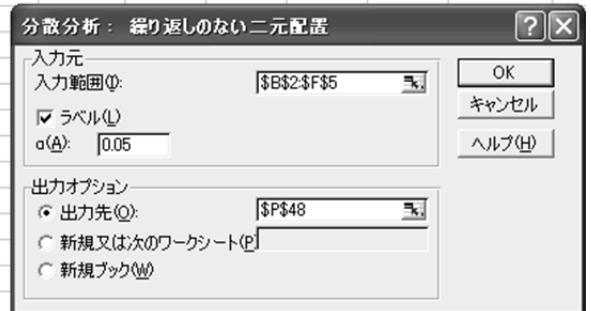 分散分析： 繰り返しのない二元配置
入力元
入力範囲(I): $B$2:$F$5
ラベル(L)
α(A): 0.05
出力オプション
出力先(O): $P$48
新規又は次のワークシート(P)
新規ブック(W)
OK
キャンセル
ヘルプ(H)